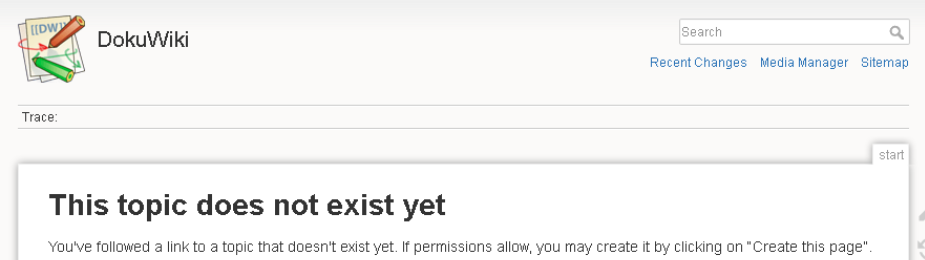 [[DW]]
DokuWiki
Search
Recent Changes Media Manager Sitemap
Trace:
start
This topic does not exist yet
You've followed a link to a topic that doesn't exist yet. If permissions allow, you may create it by clicking on "Create this page".